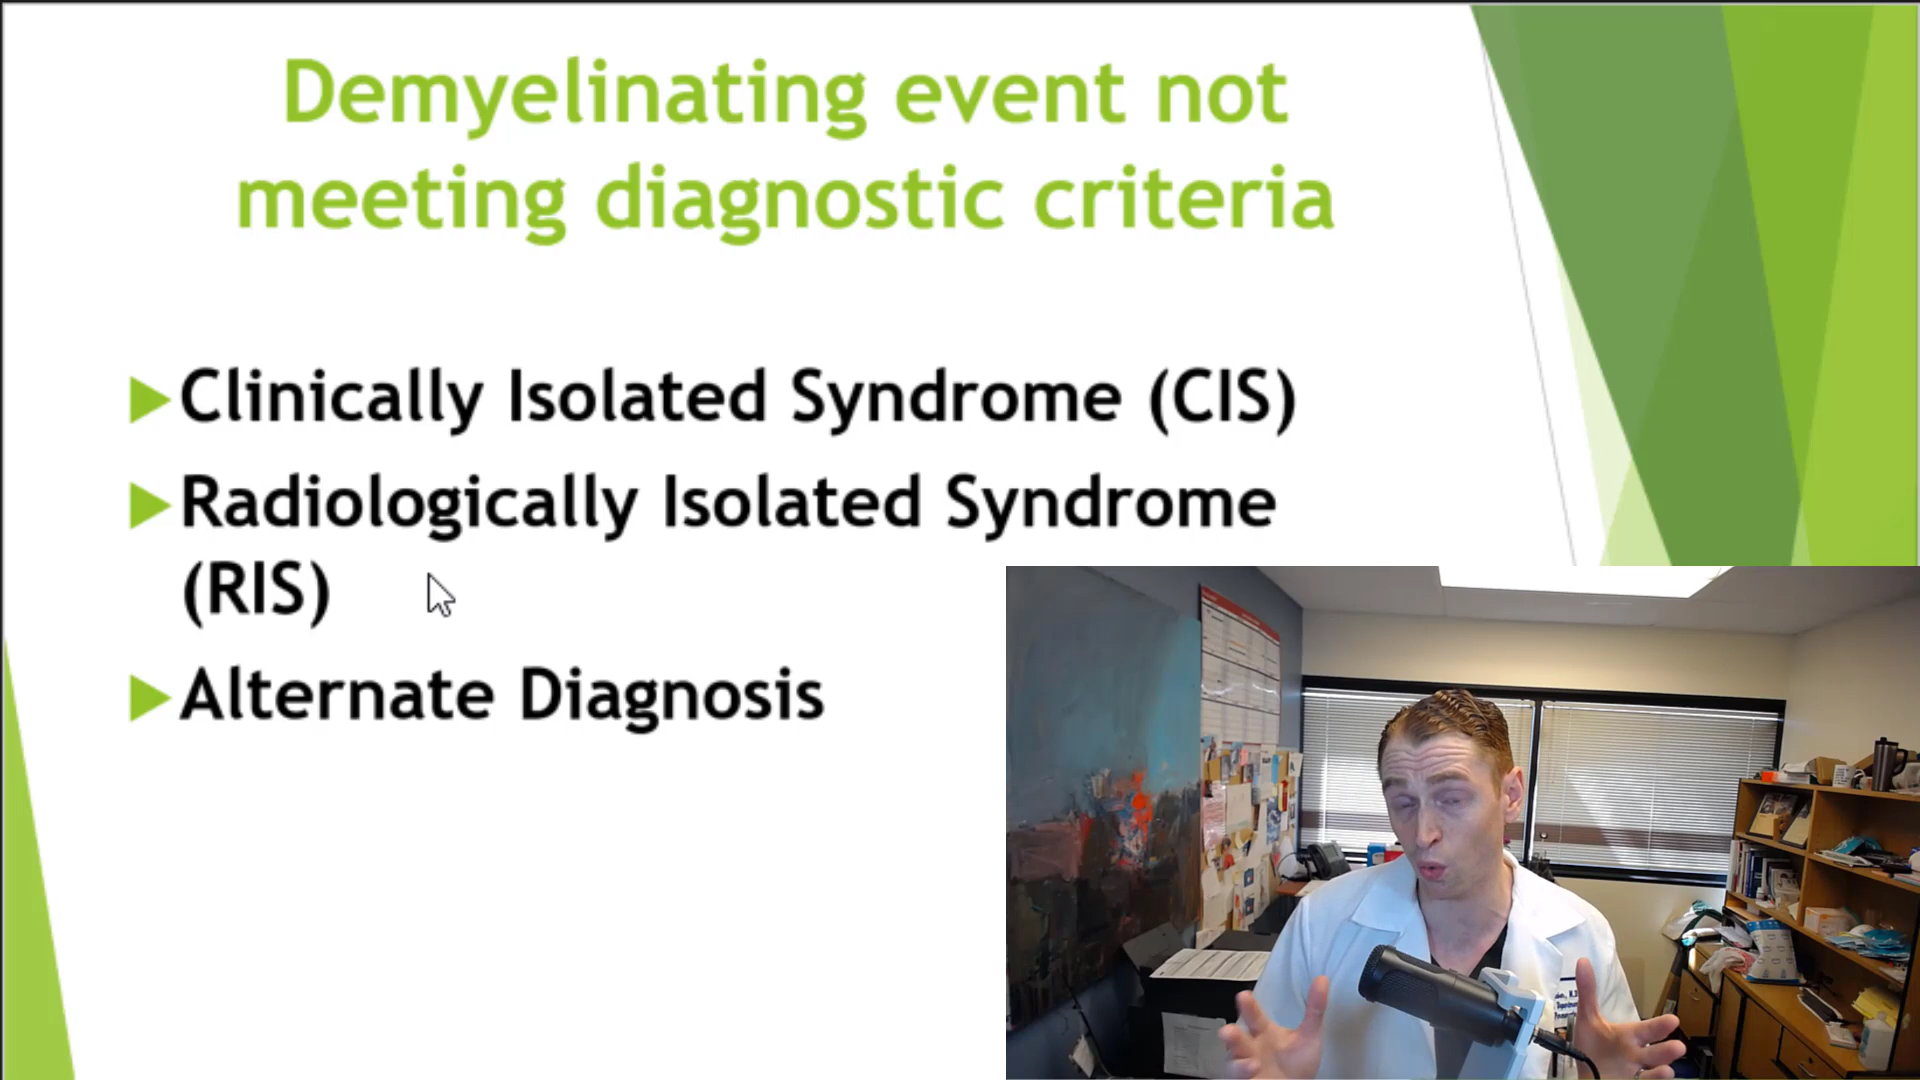 Demyelinating event not
meeting diagnostic criteria
Clinically Isolated Syndrome (CIS)
Radiologically Isolated Syndrome
(RIS)
Alternate Diagnosis